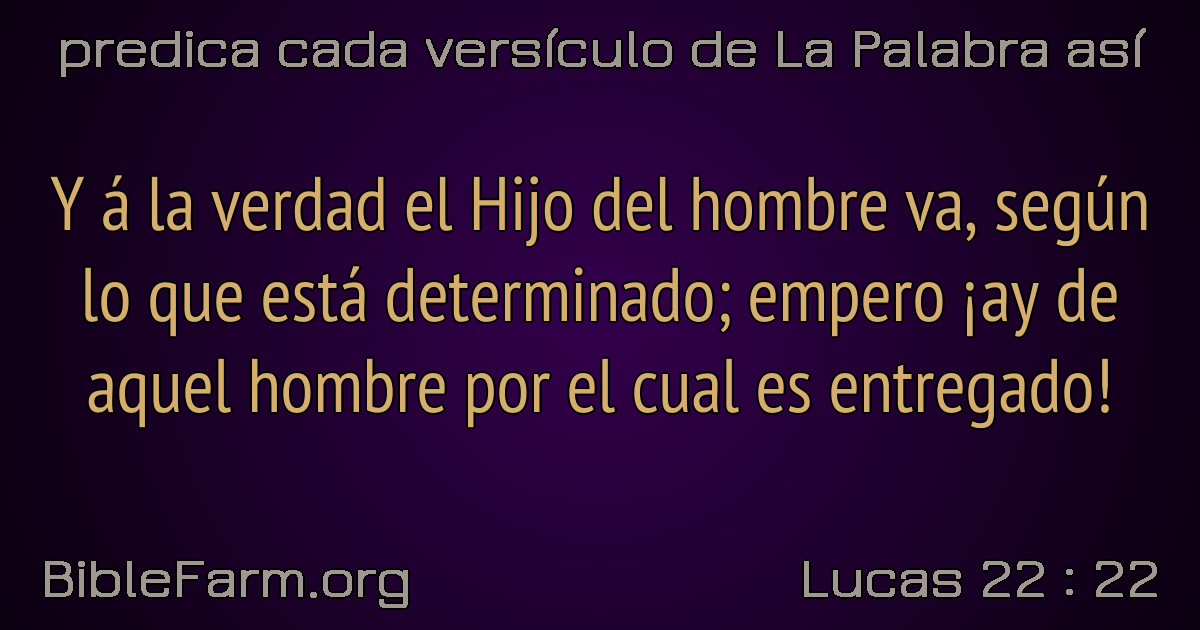 predica cada versículo de La Palabra así
Y á la verdad el Hijo del hombre va, según
lo que está determinado; empero ¡ay de
aquel hombre por el cual es entregado!
BibleFarm.org
Lucas 22 : 22